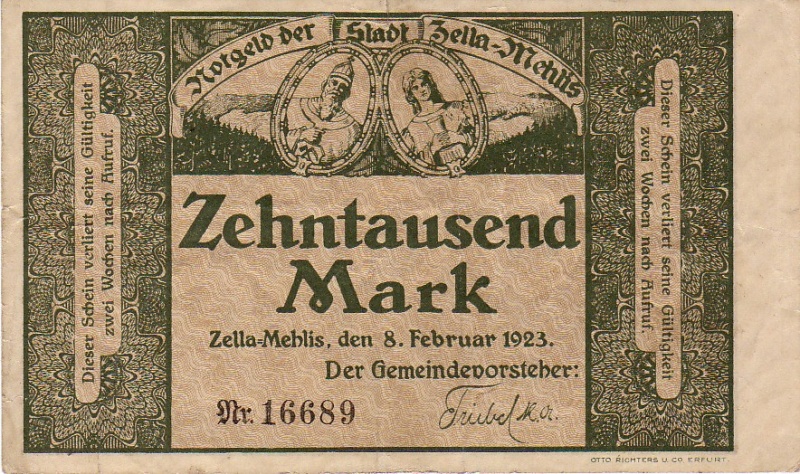 Notgeld der Stadt Zella-Mehlis
Dieser Schein verliert seine Gültigkeit
zwei Wochen nach Aufruf.
Zehntausend
Mark
Zella-Mehlis, den 8. Februar 1923.
Der Gemeindevorsteher:
Nr. 16689
Dieser Schein verliert seine Gültigkeit
zwei Wochen nach Aufruf.
OTTO RICHTERS U. CO ERFURT.